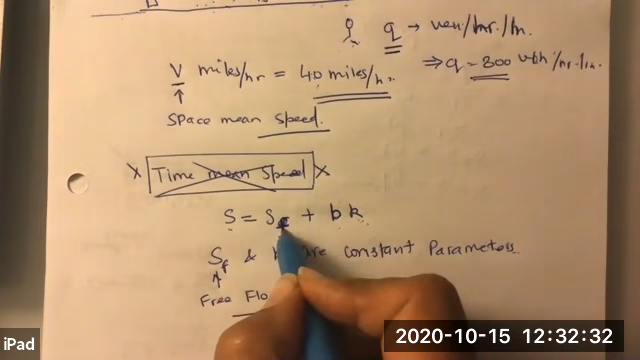 q → veh/hr/ln.
V miles/hr = 40 miles/hr. ⇒ q = 800 veh/hr/ln.
↑
Space mean speed.
x Time mean Speed x
S = Sf + bk
Sf & are constant Parameters.
↑
Free Flo
iPad
2020-10-15 12:32:32